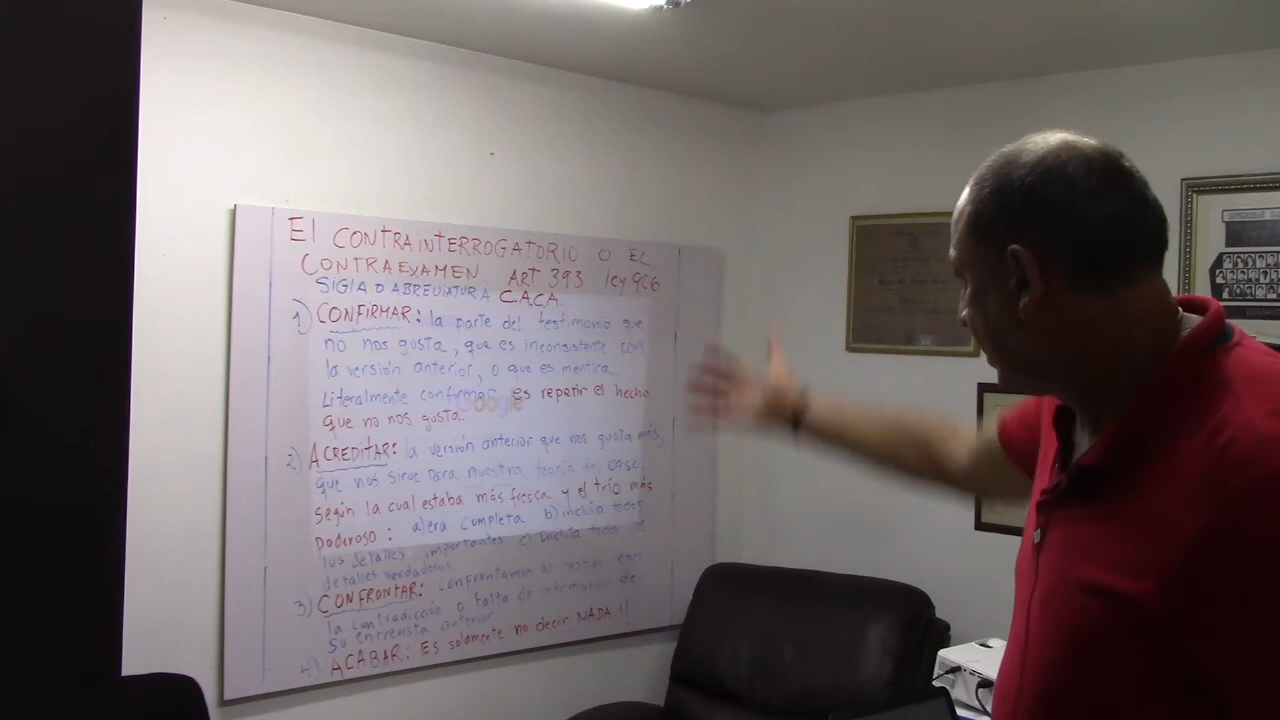 El CONTRAINTERROGATORIO O EL
CONTRAEXAMEN ART 393 ley 906
SIGLA O ABREVIATURA C.A.C.A.
1) CONFIRMAR: la parte del testimonio que
no nos gusta, que es inconsistente con
la versión anterior, o que es mentira.
Literalmente confirmar es repetir el hecho
que no nos gusta.
Google
2) ACREDITAR: la versión anterior que nos gusta más,
que nos sirve para nuestra teoría del caso,
según la cual estaba más fresca y el trío más
poderoso: a) era completa b) incluía todos
los detalles importantes c) incluía todos los
detalles verdaderos.
3) CONFRONTAR: confrontamos al testigo con
la contradicción o falta de información de
su entrevista anterior.
4) ACABAR: Es solamente no decir NADA!!